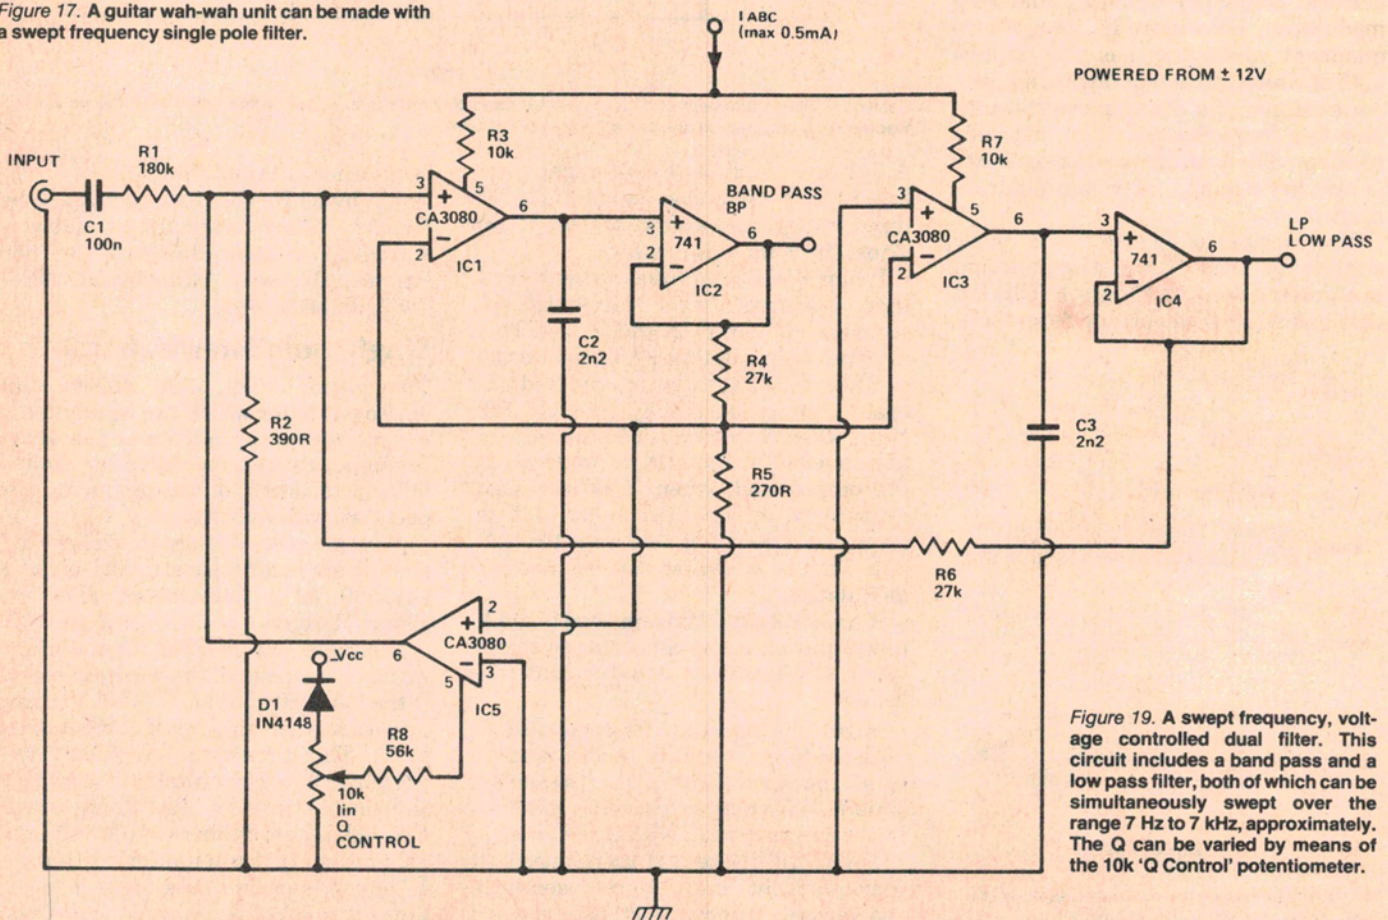 Figure 17. A guitar wah-wah unit can be made with
a swept frequency single pole filter.
I ABC
(max 0.5mA)
POWERED FROM ± 12V
INPUT
R1
180k
C1
100n
R3
10k
3
+
5
CA3080
6
−
2
IC1
BAND PASS
BP
+
3
741
6
2
−
IC2
R7
10k
3
+
5
CA3080
6
−
2
IC3
3
+
741
6
2
−
IC4
LP
LOW PASS
C2
2n2
R4
27k
R2
390R
R5
270R
C3
2n2
R6
27k
2
+
CA3080
6
−
3
5
IC5
−Vcc
D1
IN4148
R8
56k
10k
lin
Q
CONTROL
Figure 19. A swept frequency, volt-
age controlled dual filter. This
circuit includes a band pass and a
low pass filter, both of which can be
simultaneously swept over the
range 7 Hz to 7 kHz, approximately.
The Q can be varied by means of
the 10k 'Q Control' potentiometer.